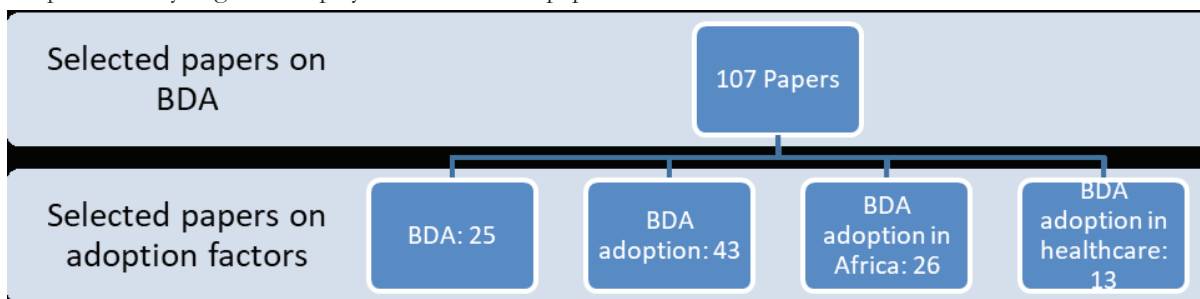 Selected papers on
BDA
107 Papers
Selected papers on
adoption factors
BDA: 25
BDA
adoption: 43
BDA
adoption in
Africa: 26
BDA
adoption in
healthcare:
13